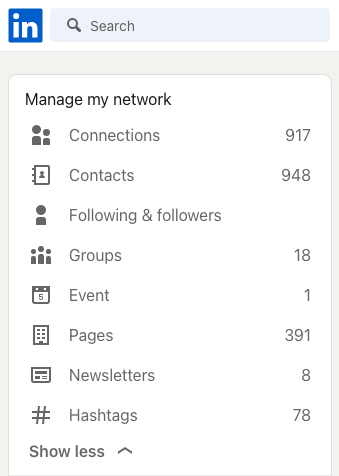 in
Search
Manage my network
Connections 917
Contacts 948
Following & followers
Groups 18
5
Event 1
Pages 391
Newsletters 8
Hashtags 78
Show less